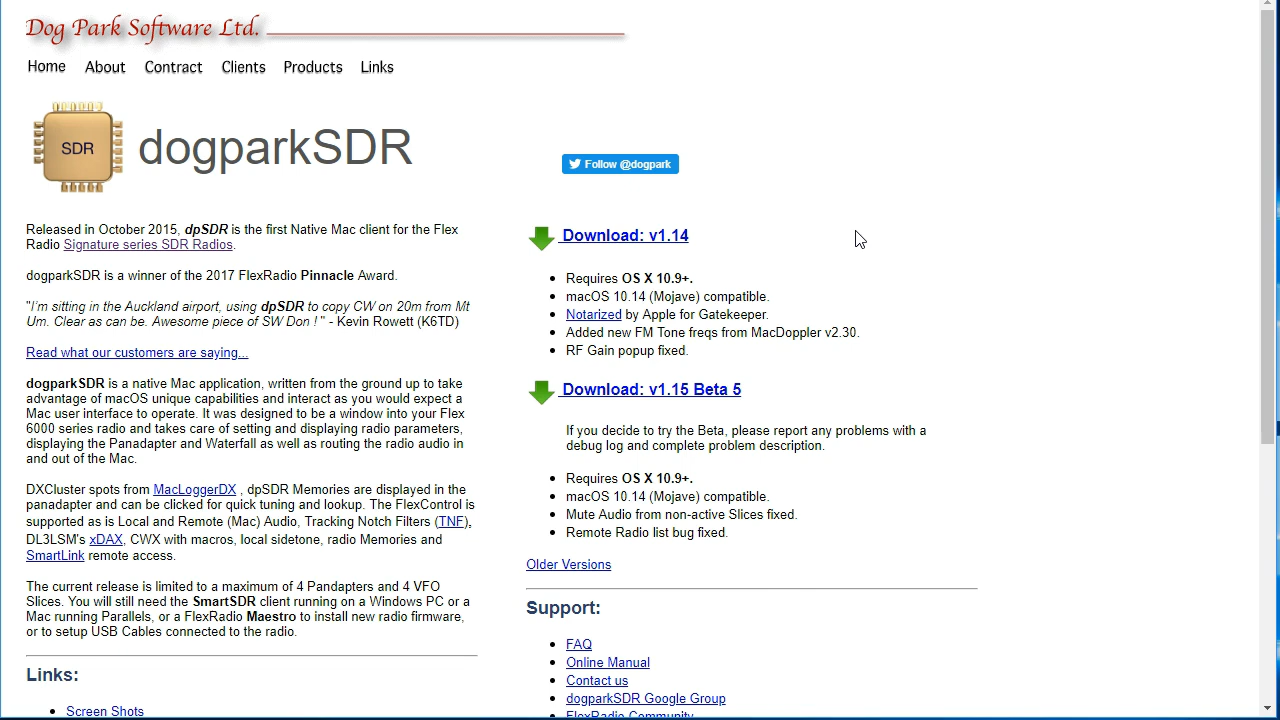 Dog Park Software Ltd.
Home About Contract Clients Products Links
SDR
dogparkSDR
Follow @dogpark
Released in October 2015, dpSDR is the first Native Mac client for the Flex
Radio Signature series SDR Radios.
dogparkSDR is a winner of the 2017 FlexRadio Pinnacle Award.
"I'm sitting in the Auckland airport, using dpSDR to copy CW on 20m from Mt
Um. Clear as can be. Awesome piece of SW Don ! " - Kevin Rowett (K6TD)
Read what our customers are saying...
dogparkSDR is a native Mac application, written from the ground up to take
advantage of macOS unique capabilities and interact as you would expect a
Mac user interface to operate. It was designed to be a window into your Flex
6000 series radio and takes care of setting and displaying radio parameters,
displaying the Panadapter and Waterfall as well as routing the radio audio in
and out of the Mac.
DXCluster spots from MacLoggerDX , dpSDR Memories are displayed in the
panadapter and can be clicked for quick tuning and lookup. The FlexControl is
supported as is Local and Remote (Mac) Audio, Tracking Notch Filters (TNF),
DL3LSM's xDAX, CWX with macros, local sidetone, radio Memories and
SmartLink remote access.
The current release is limited to a maximum of 4 Pandapters and 4 VFO
Slices. You will still need the SmartSDR client running on a Windows PC or a
Mac running Parallels, or a FlexRadio Maestro to install new radio firmware,
or to setup USB Cables connected to the radio.
Links:
Screen Shots
Download: v1.14
Requires OS X 10.9+.
macOS 10.14 (Mojave) compatible.
Notarized by Apple for Gatekeeper.
Added new FM Tone freqs from MacDoppler v2.30.
RF Gain popup fixed.
Download: v1.15 Beta 5
If you decide to try the Beta, please report any problems with a
debug log and complete problem description.
Requires OS X 10.9+.
macOS 10.14 (Mojave) compatible.
Mute Audio from non-active Slices fixed.
Remote Radio list bug fixed.
Older Versions
Support:
FAQ
Online Manual
Contact us
dogparkSDR Google Group
FlexRadio Community